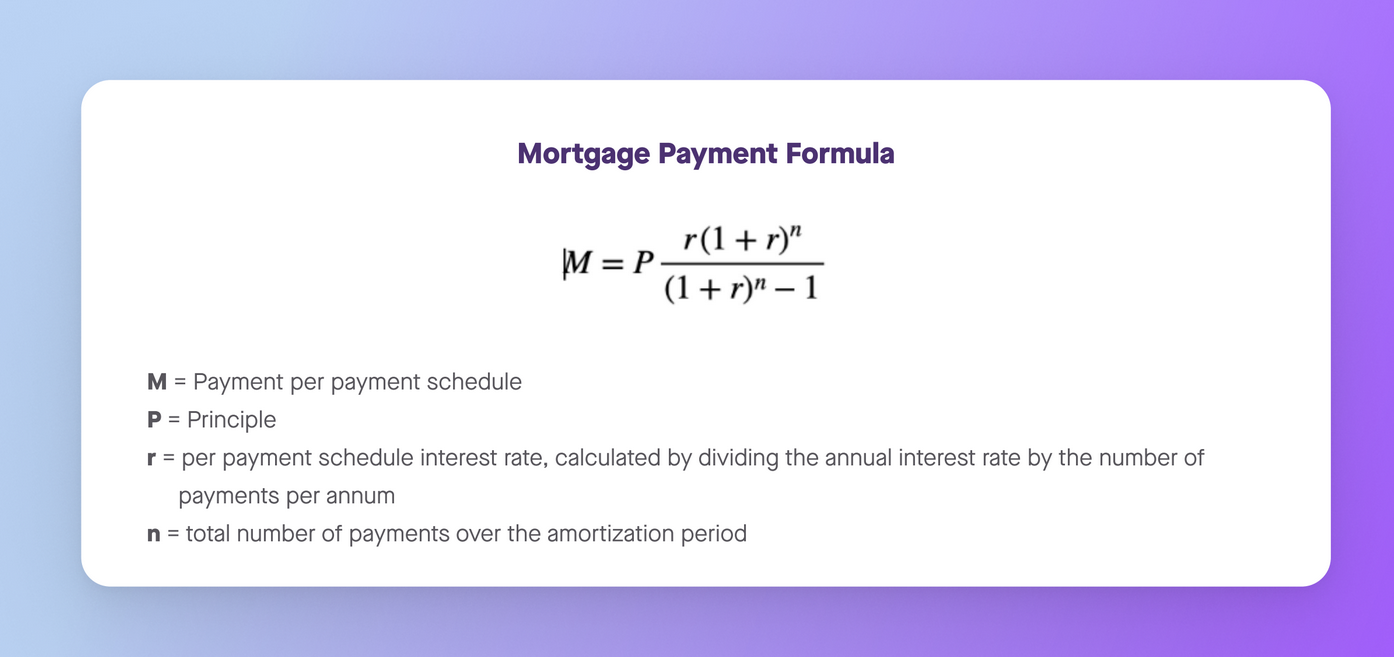 Mortgage Payment Formula
M = P r(1 + r)ⁿ / (1 + r)ⁿ − 1
M = Payment per payment schedule
P = Principle
r = per payment schedule interest rate, calculated by dividing the annual interest rate by the number of
payments per annum
n = total number of payments over the amortization period